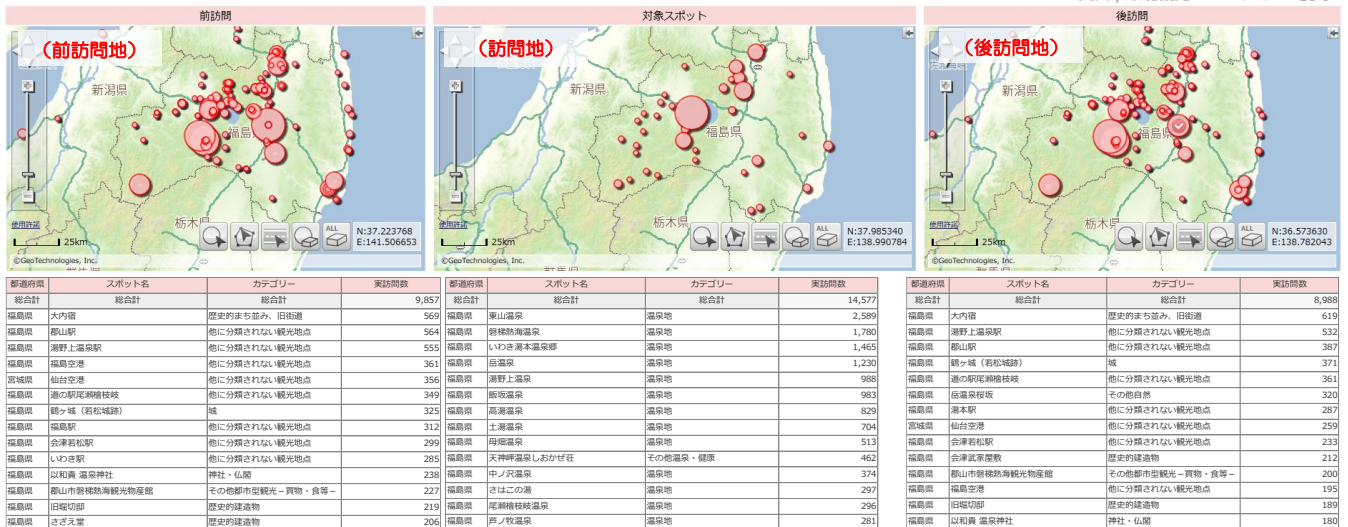 前訪問 対象スポット 後訪問
（前訪問地） （訪問地） （後訪問地）
新潟県 福島県 栃木県 新潟県 福島県 栃木県 新潟県 福島県 栃木県
使用許諾 使用許諾 使用許諾
25km 25km 25km
ALL ALL ALL
N:37.223768 N:37.985340 N:36.573630
E:141.506653 E:138.990784 E:138.782043
©GeoTechnologies, Inc. ©GeoTechnologies, Inc. ©GeoTechnologies, Inc.
都道府県 スポット名 カテゴリー 実訪問数 都道府県 スポット名 カテゴリー 実訪問数 都道府県 スポット名 カテゴリー 実訪問数
総合計 総合計 総合計 9,857 総合計 総合計 総合計 14,577 総合計 総合計 総合計 8,988
福島県 大内宿 歴史的まち並み、旧街道 569 福島県 東山温泉 温泉地 2,589 福島県 大内宿 歴史的まち並み、旧街道 619
福島県 郡山駅 他に分類されない観光地点 564 福島県 磐梯熱海温泉 温泉地 1,780 福島県 湯野上温泉駅 他に分類されない観光地点 532
福島県 湯野上温泉駅 他に分類されない観光地点 555 福島県 いわき湯本温泉郷 温泉地 1,465 福島県 郡山駅 他に分類されない観光地点 387
福島県 福島空港 他に分類されない観光地点 361 福島県 岳温泉 温泉地 1,230 福島県 鶴ヶ城（若松城跡） 城 371
宮城県 仙台空港 他に分類されない観光地点 356 福島県 湯野上温泉 温泉地 988 福島県 道の駅尾瀬檜枝岐 他に分類されない観光地点 361
福島県 道の駅尾瀬檜枝岐 他に分類されない観光地点 349 福島県 飯坂温泉 温泉地 983 福島県 岳温泉桜坂 その他自然 320
福島県 鶴ヶ城（若松城跡） 城 325 福島県 高湯温泉 温泉地 829 福島県 湯本駅 他に分類されない観光地点 287
福島県 福島駅 他に分類されない観光地点 312 福島県 土湯温泉 温泉地 704 宮城県 仙台空港 他に分類されない観光地点 259
福島県 会津若松駅 他に分類されない観光地点 299 福島県 母畑温泉 温泉地 513 福島県 会津若松駅 他に分類されない観光地点 233
福島県 いわき駅 他に分類されない観光地点 285 福島県 天神岬温泉しおかぜ荘 その他温泉・健康 462 福島県 会津武家屋敷 歴史的建造物 212
福島県 以和貴 温泉神社 神社・仏閣 238 福島県 中ノ沢温泉 温泉地 374 福島県 郡山市磐梯熱海観光物産館 その他都市型観光－買物・食等－ 200
福島県 郡山市磐梯熱海観光物産館 その他都市型観光－買物・食等－ 227 福島県 さはこの湯 温泉地 297 福島県 福島空港 他に分類されない観光地点 195
福島県 旧堀切邸 歴史的建造物 219 福島県 尾瀬檜枝岐温泉 温泉地 296 福島県 旧堀切邸 歴史的建造物 189
福島県 さざえ堂 歴史的建造物 206 福島県 芦ノ牧温泉 温泉地 281 福島県 以和貴 温泉神社 神社・仏閣 180